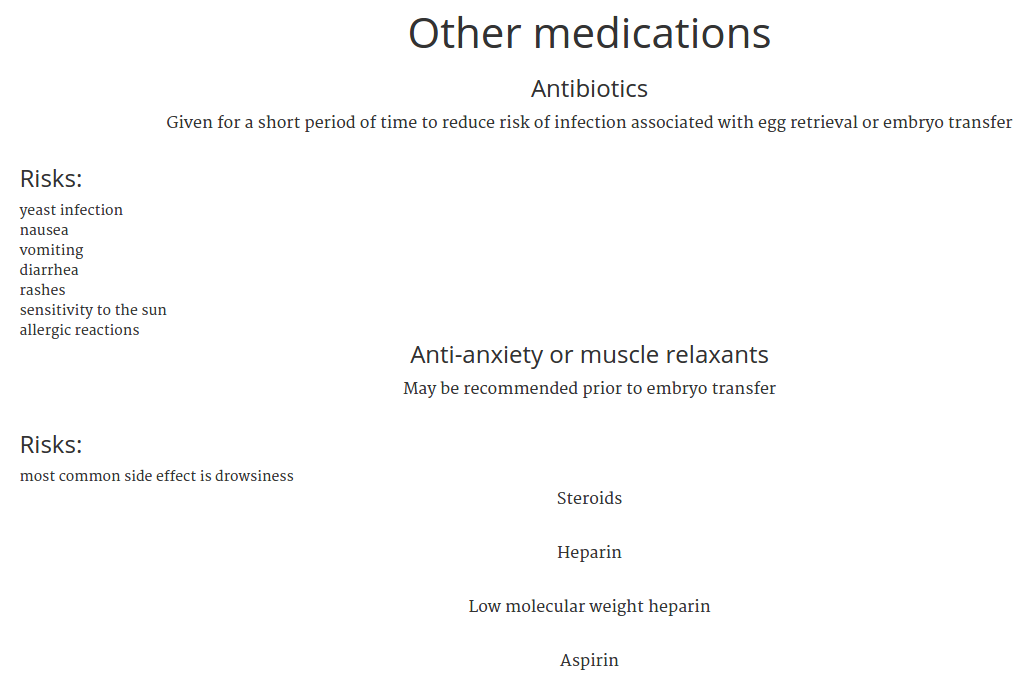 Other medications
Antibiotics
Given for a short period of time to reduce risk of infection associated with egg retrieval or embryo transfer
Risks:
yeast infection
nausea
vomiting
diarrhea
rashes
sensitivity to the sun
allergic reactions
Anti-anxiety or muscle relaxants
May be recommended prior to embryo transfer
Risks:
most common side effect is drowsiness
Steroids
Heparin
Low molecular weight heparin
Aspirin